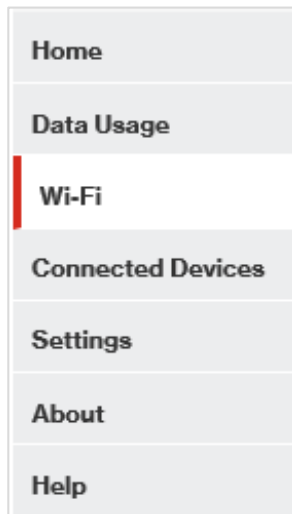 Home
Data Usage
Wi-Fi
Connected Devices
Settings
About
Help